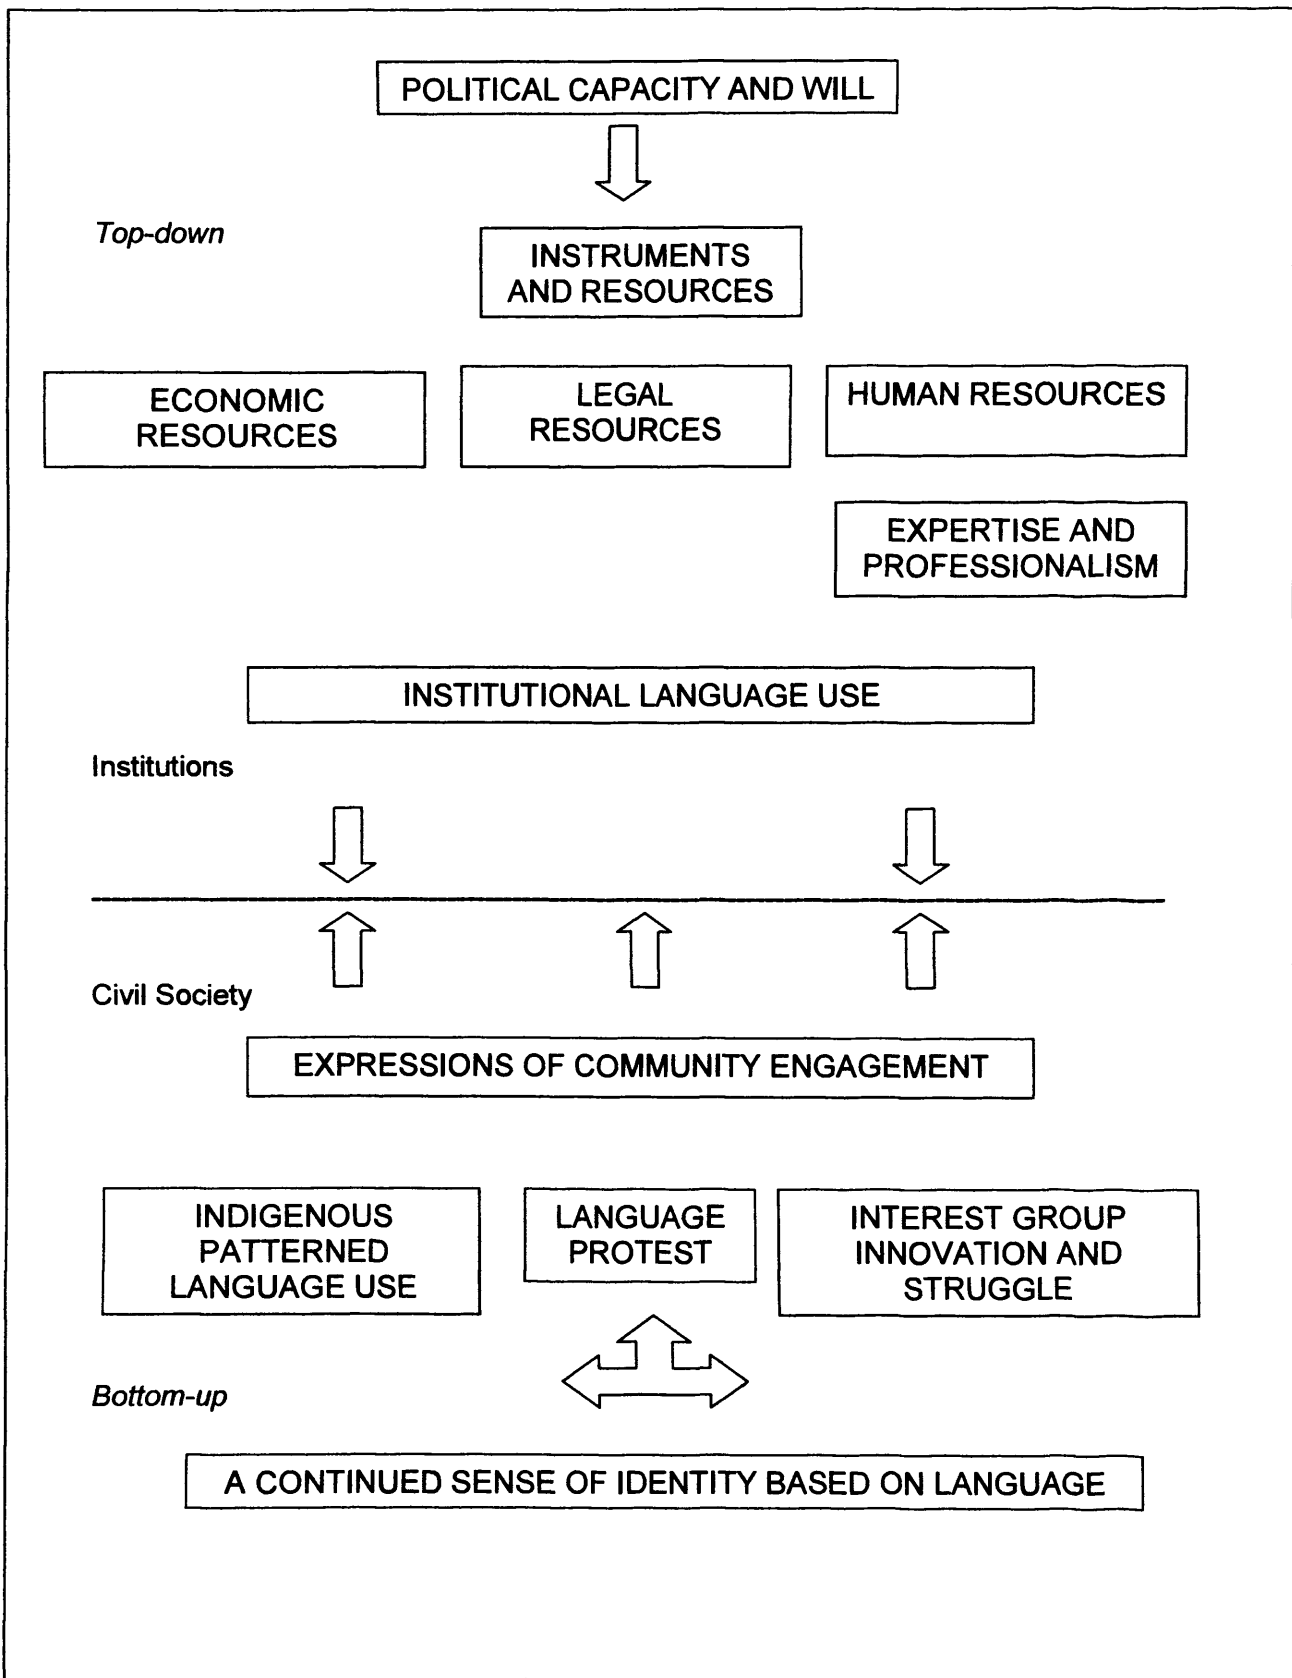 POLITICAL CAPACITY AND WILL
Top-down
INSTRUMENTS
AND RESOURCES
ECONOMIC
RESOURCES
LEGAL
RESOURCES
HUMAN RESOURCES
EXPERTISE AND
PROFESSIONALISM
INSTITUTIONAL LANGUAGE USE
Institutions
Civil Society
EXPRESSIONS OF COMMUNITY ENGAGEMENT
INDIGENOUS
PATTERNED
LANGUAGE USE
LANGUAGE
PROTEST
INTEREST GROUP
INNOVATION AND
STRUGGLE
Bottom-up
A CONTINUED SENSE OF IDENTITY BASED ON LANGUAGE